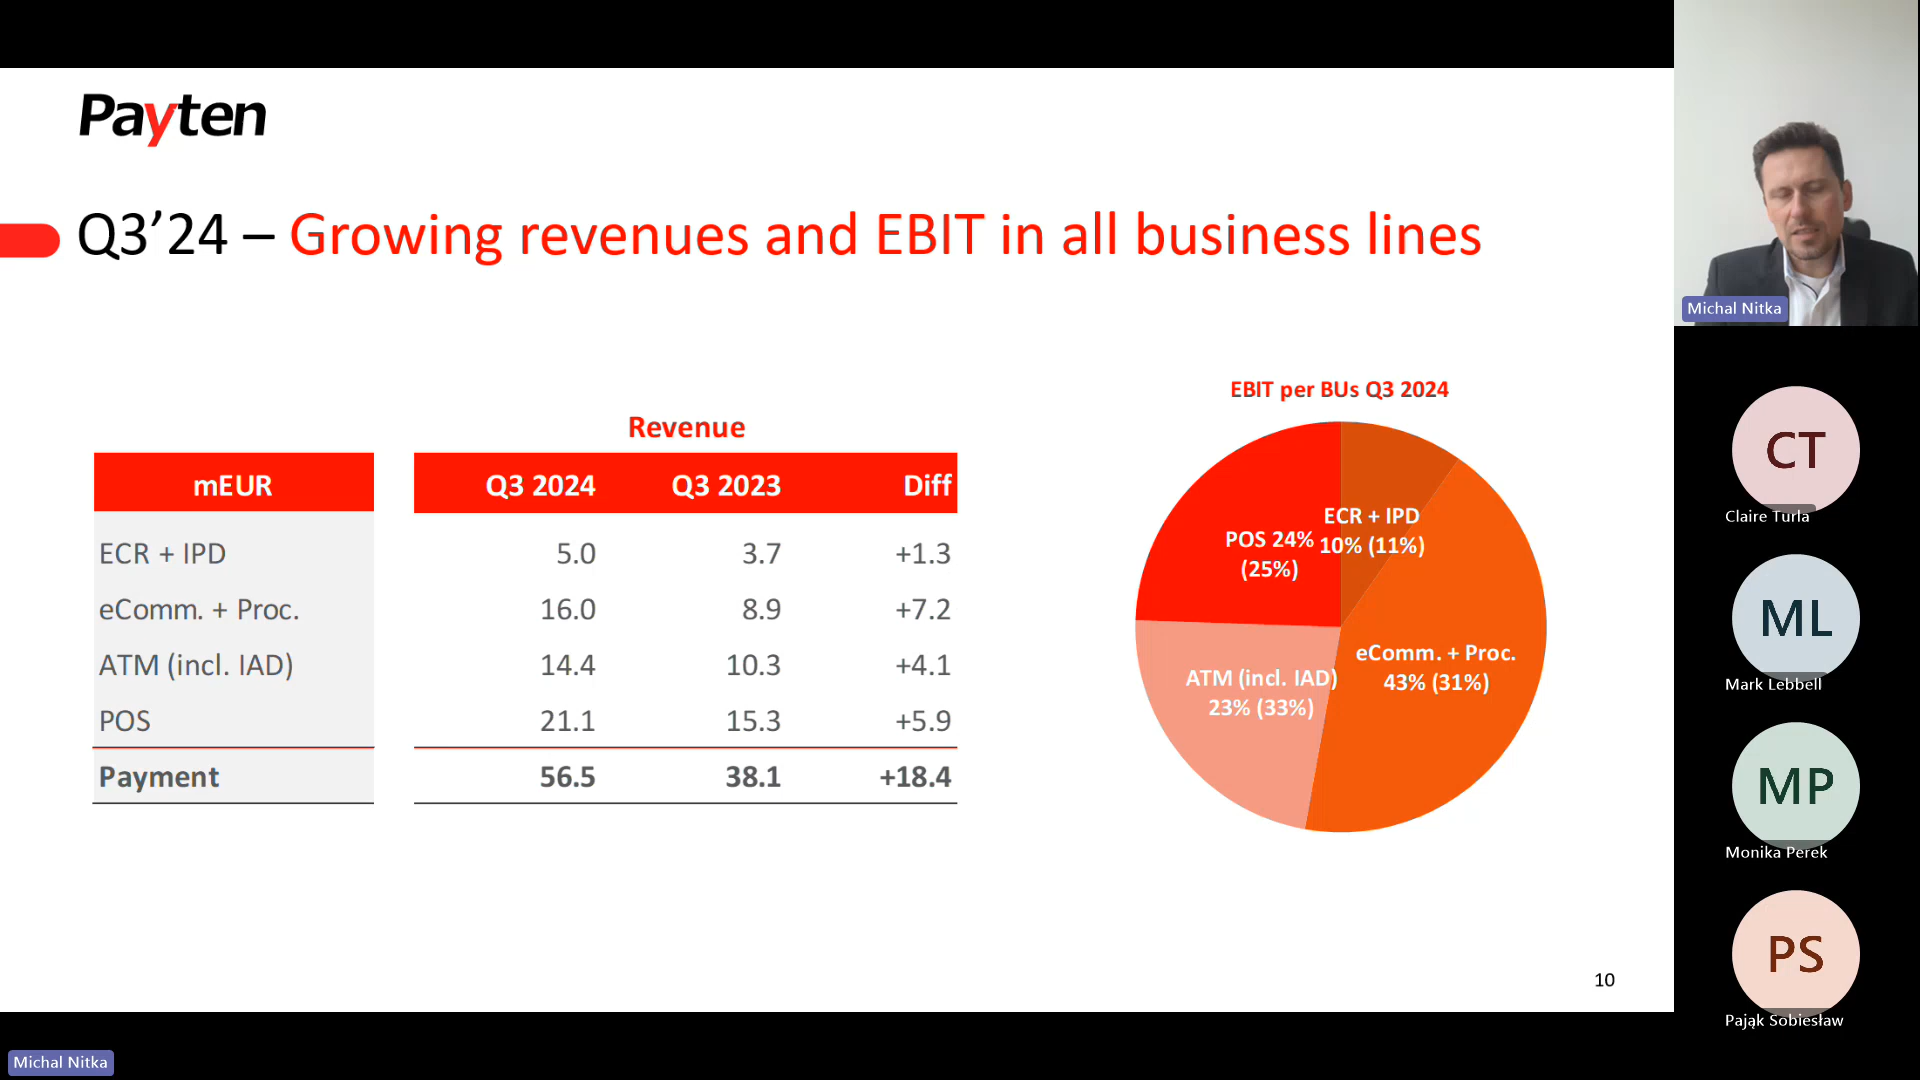 Payten
Q3’24 – Growing revenues and EBIT in all business lines
Revenue
mEUR Q3 2024 Q3 2023 Diff
ECR + IPD 5.0 3.7 +1.3
eComm. + Proc. 16.0 8.9 +7.2
ATM (incl. IAD) 14.4 10.3 +4.1
POS 21.1 15.3 +5.9
Payment 56.5 38.1 +18.4
EBIT per BUs Q3 2024
ECR + IPD
10% (11%)
POS 24%
(25%)
eComm. + Proc.
43% (31%)
ATM (incl. IAD)
23% (33%)
10
Michal Nitka
Michal Nitka
CT
Claire Turla
ML
Mark Lebbell
MP
Monika Perek
PS
Pająk Sobiesław